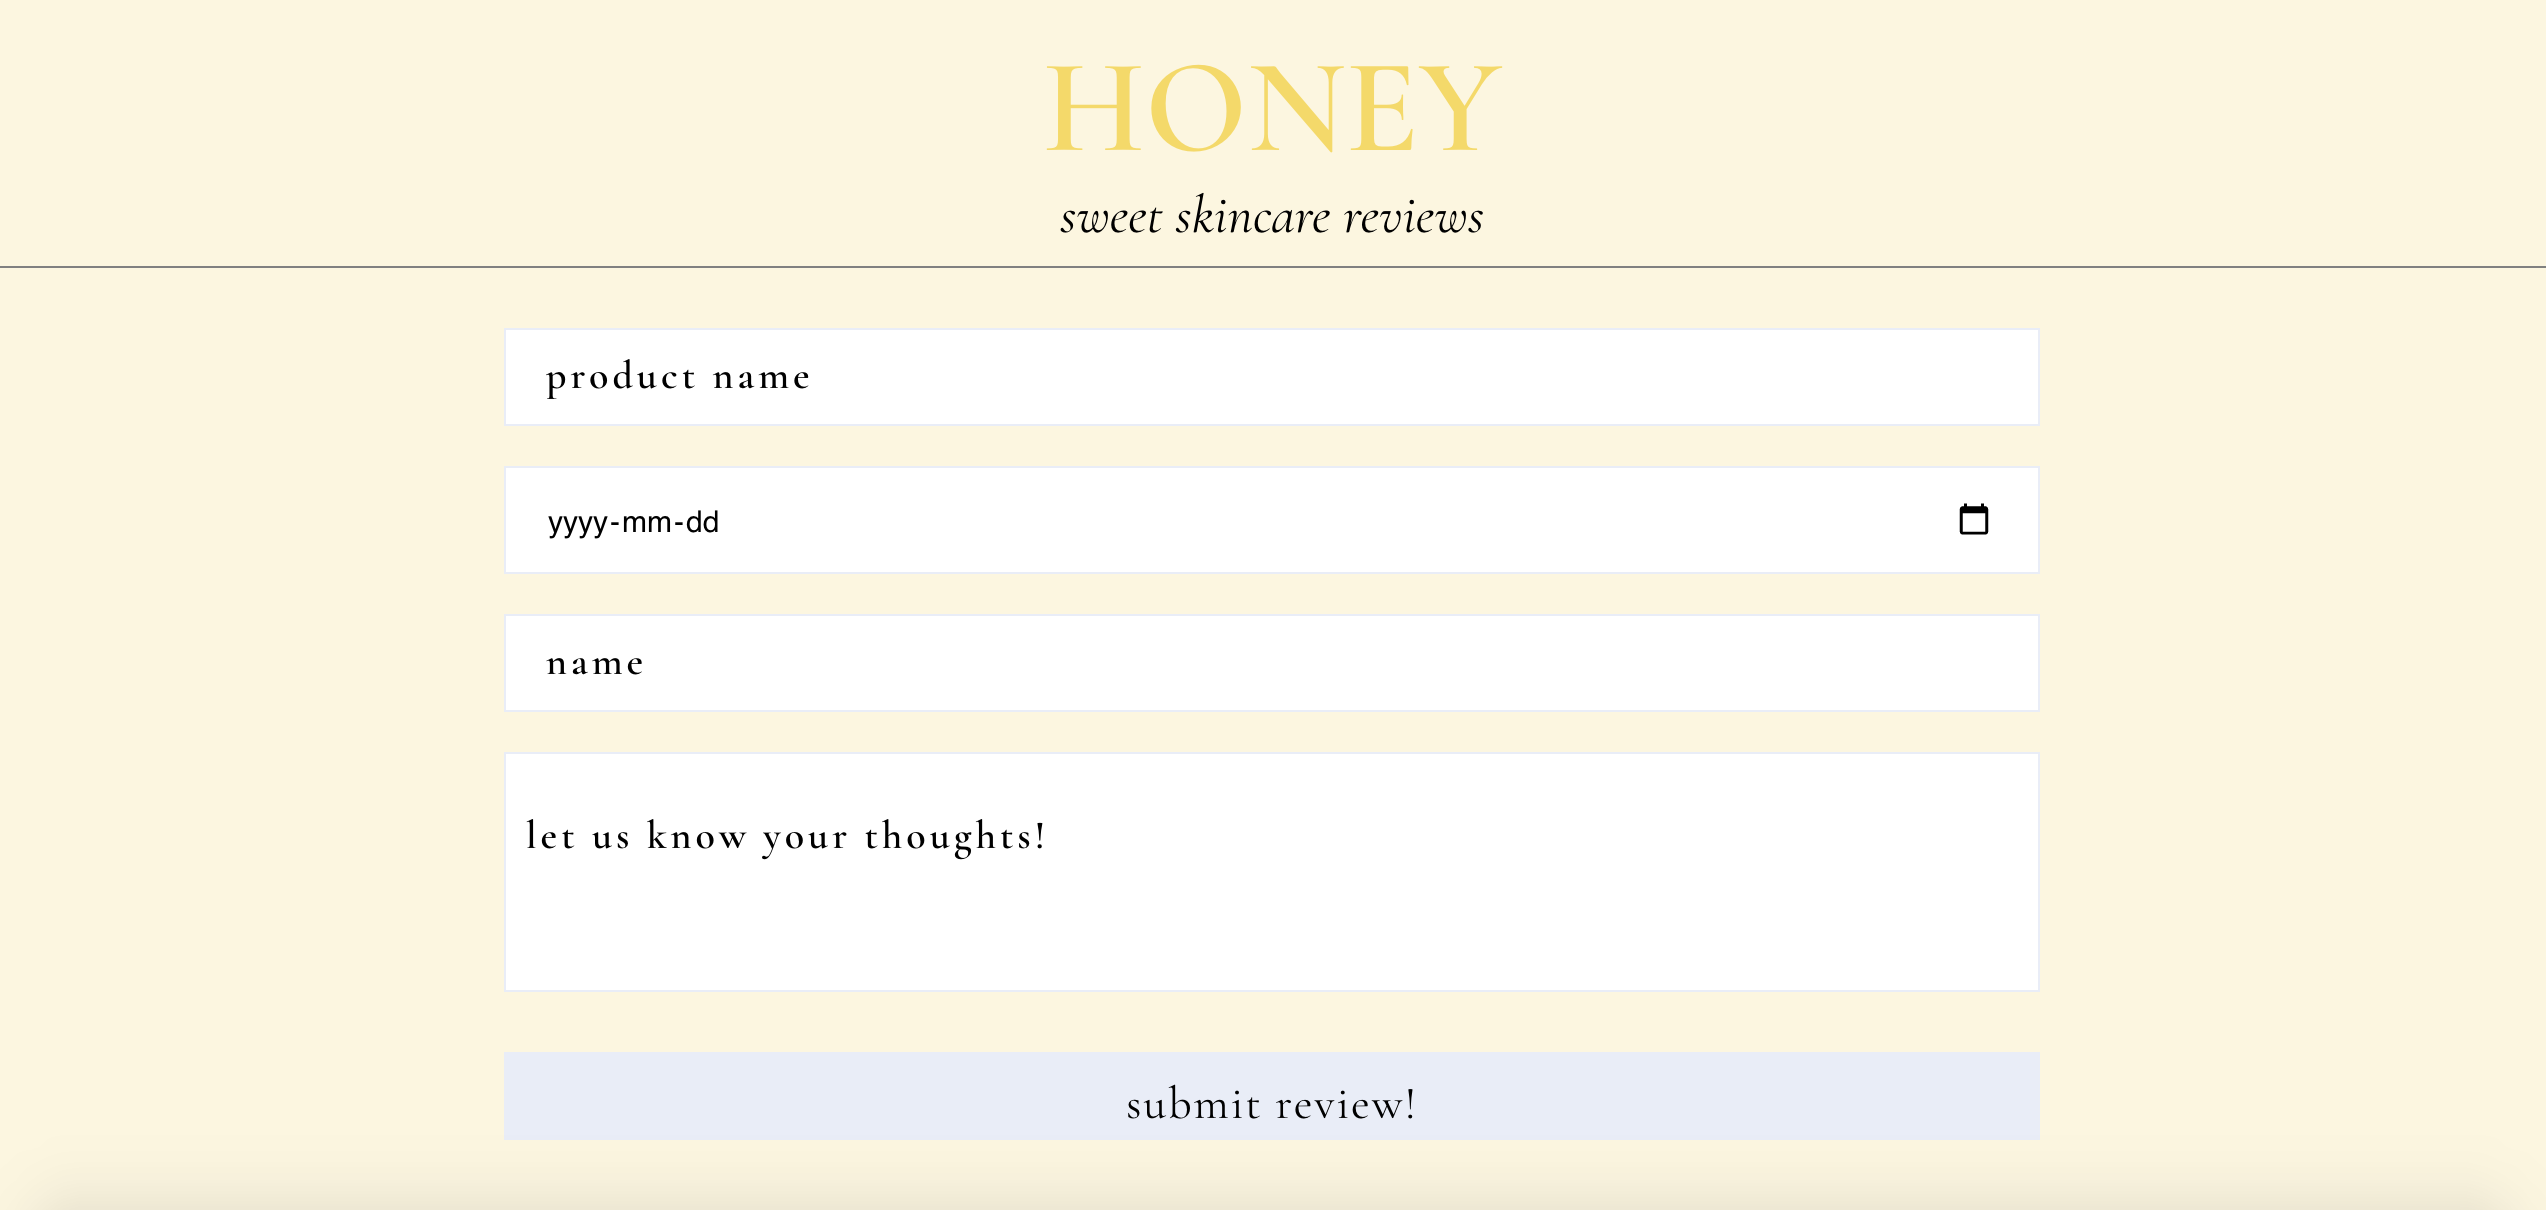 HONEY
sweet skincare reviews
product name
yyyy-mm-dd
name
let us know your thoughts!
submit review!